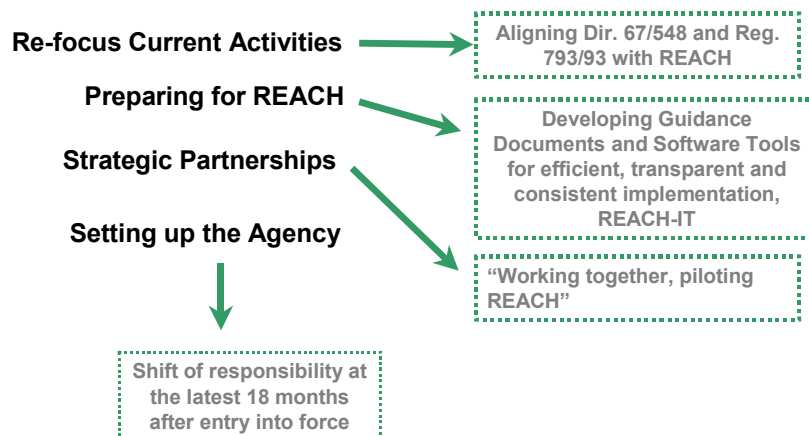 Re-focus Current Activities
Aligning Dir. 67/548 and Reg.
793/93 with REACH
Preparing for REACH
Developing Guidance
Documents and Software Tools
for efficient, transparent and
consistent implementation,
REACH-IT
Strategic Partnerships
“Working together, piloting
REACH”
Setting up the Agency
Shift of responsibility at
the latest 18 months
after entry into force